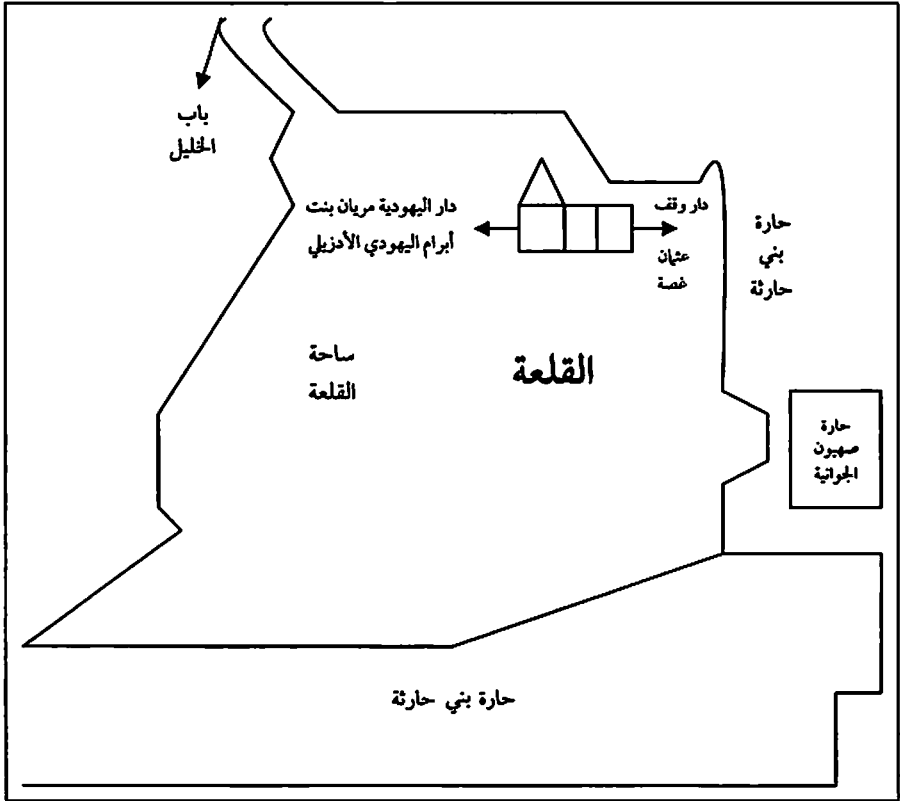 باب
الخليل
دار اليهودية مريان بنت
أبرام اليهودي الأدزيلي
دار وقف
عثمان
غصة
حارة
بني
حارثة
ساحة
القلعة
القلعة
حارة
صهيون
الجوانية
حارة بني حارثة